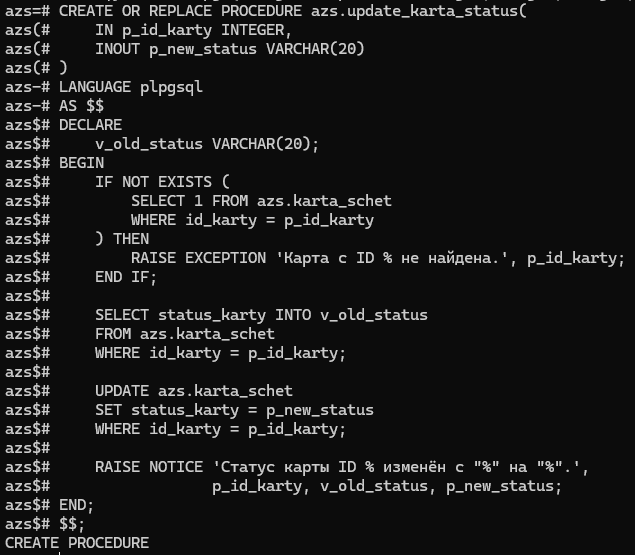 azs=# CREATE OR REPLACE PROCEDURE azs.update_karta_status(
azs(#     IN p_id_karty INTEGER,
azs(#     INOUT p_new_status VARCHAR(20)
azs(# )
azs-# LANGUAGE plpgsql
azs-# AS $$
azs$# DECLARE
azs$#     v_old_status VARCHAR(20);
azs$# BEGIN
azs$#     IF NOT EXISTS (
azs$#         SELECT 1 FROM azs.karta_schet
azs$#         WHERE id_karty = p_id_karty
azs$#     ) THEN
azs$#         RAISE EXCEPTION 'Карта с ID % не найдена.', p_id_karty;
azs$#     END IF;
azs$#
azs$#     SELECT status_karty INTO v_old_status
azs$#     FROM azs.karta_schet
azs$#     WHERE id_karty = p_id_karty;
azs$#
azs$#     UPDATE azs.karta_schet
azs$#     SET status_karty = p_new_status
azs$#     WHERE id_karty = p_id_karty;
azs$#
azs$#     RAISE NOTICE 'Статус карты ID % изменён с "%" на "%".',
azs$#                  p_id_karty, v_old_status, p_new_status;
azs$# END;
azs$# $$;
CREATE PROCEDURE